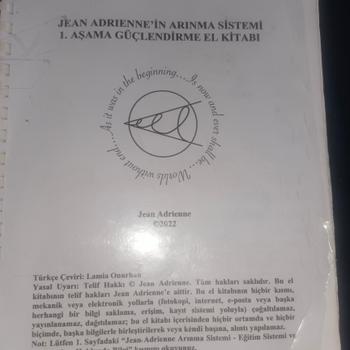 JEAN ADRIENNE'İN ARINMA SİSTEMİ
1. AŞAMA GÜÇLENDİRME EL KİTABI
As it was in the beginning....Is now and ever shall be....Worlds without end....
Jean Adrienne
©2022
Türkçe Çeviri: Lamia Onurhan
Yasal Uyarı: Telif Hakkı © Jean Adrienne. Tüm hakları saklıdır. Bu el
kitabının telif hakları Jean Adrienne'e aittir. Bu el kitabının hiçbir kısmı,
mekanik veya elektronik yollarla (fotokopi, internet, e-posta veya başka
herhangi bir bilgi saklama, erişim, kayıt sistemi yoluyla) çoğaltılamaz,
yayınlanamaz, dağıtılamaz; bu el kitabı içerisinden hiçbir ortamda ve hiçbir
biçimde, başka bilgilerle birleştirilerek veya kendi başına, alıntı yapılamaz.
Not: Lütfen 1. Sayfadaki "Jean Adrienne Arınma Sistemi - Eğitim Sistemi ve